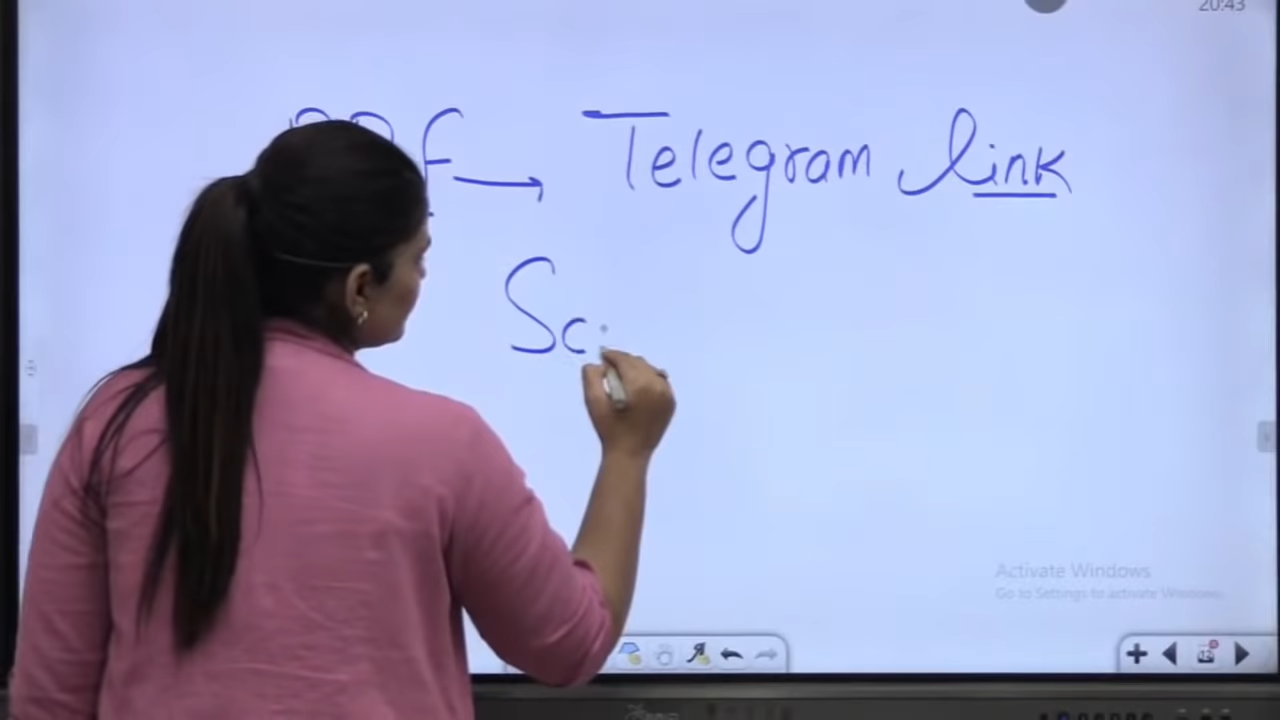 20:43
PDF → Telegram link
Sc
Activate Windows
Go to Settings to activate Windows.